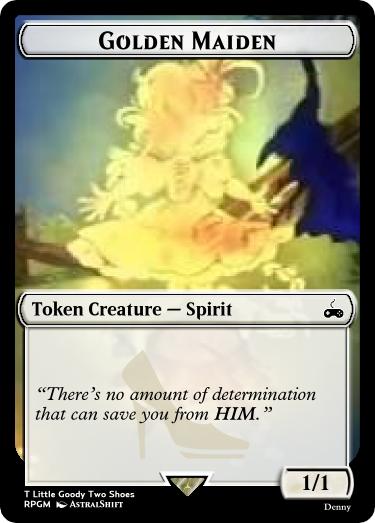 Golden Maiden
Token Creature — Spirit
“There's no amount of determination
that can save you from HIM.”
1/1
T Little Goody Two Shoes
RPGM AstralShift
Denny